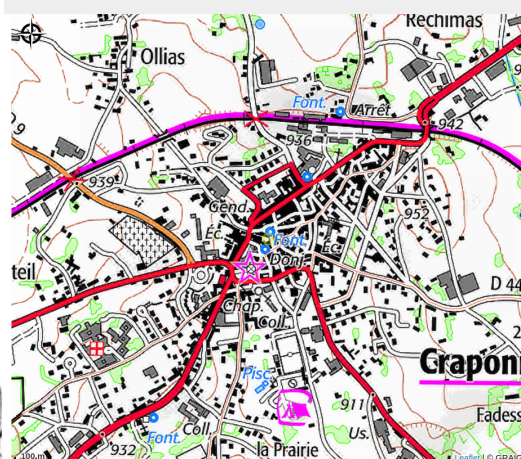 Rechimas
Ollias
Font.
Arrêt
942
936
939
Gend.
952
Éc.
Font.
Donj.
Éc.
teil
D 44
Chap.
Coll.
Crapon
Pisc.
911
Fadess
Font.
Coll.
Us.
932
la Prairie
100 m
Leaflet | © GRAIG